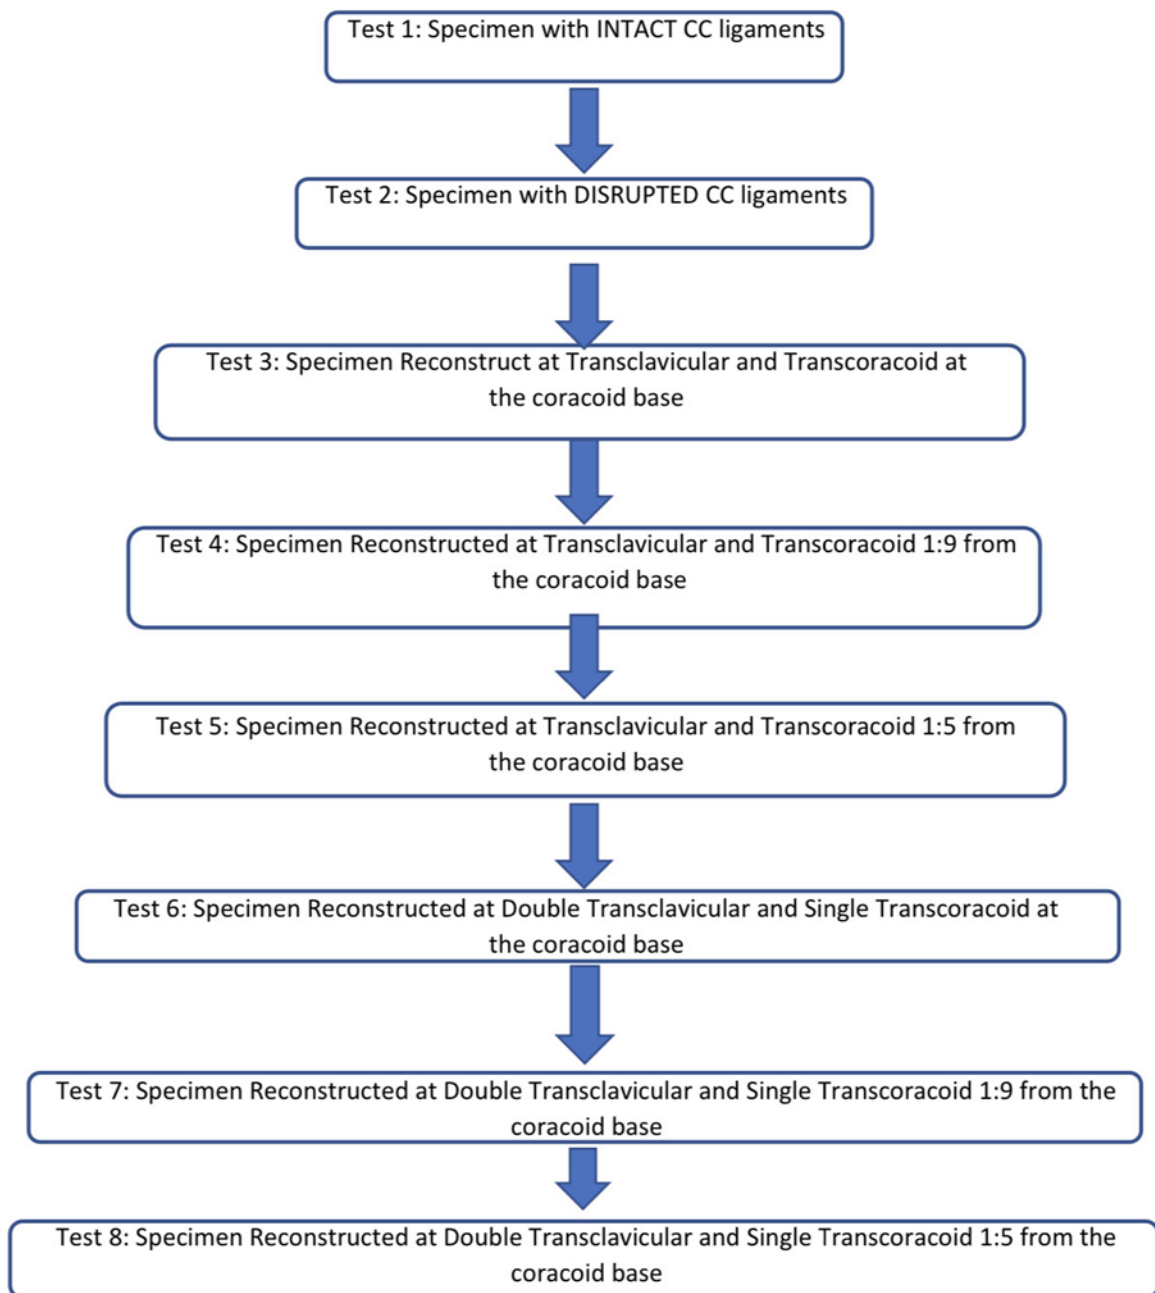 Test 1: Specimen with INTACT CC ligaments
Test 2: Specimen with DISRUPTED CC ligaments
Test 3: Specimen Reconstruct at Transclavicular and Transcoracoid at
the coracoid base
Test 4: Specimen Reconstructed at Transclavicular and Transcoracoid 1:9 from
the coracoid base
Test 5: Specimen Reconstructed at Transclavicular and Transcoracoid 1:5 from
the coracoid base
Test 6: Specimen Reconstructed at Double Transclavicular and Single Transcoracoid at
the coracoid base
Test 7: Specimen Reconstructed at Double Transclavicular and Single Transcoracoid 1:9 from the
coracoid base
Test 8: Specimen Reconstructed at Double Transclavicular and Single Transcoracoid 1:5 from the
coracoid base